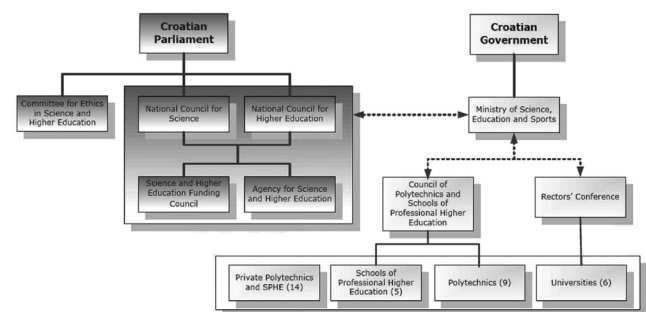 Croatian
Parliament
Croatian
Government
Committee for Ethics
in Science and
Higher Education
National Council for
Science
National Council for
Higher Education
Ministry of Science,
Education and Sports
Science and Higher
Education Funding
Council
Agency for Science
and Higher Education
Council of
Polytechnics and
Schools of
Professional Higher
Education
Rectors' Conference
Private Polytechnics
and SPHE (14)
Schools of
Professional Higher
Education (5)
Polytechnics (9)
Universities (6)